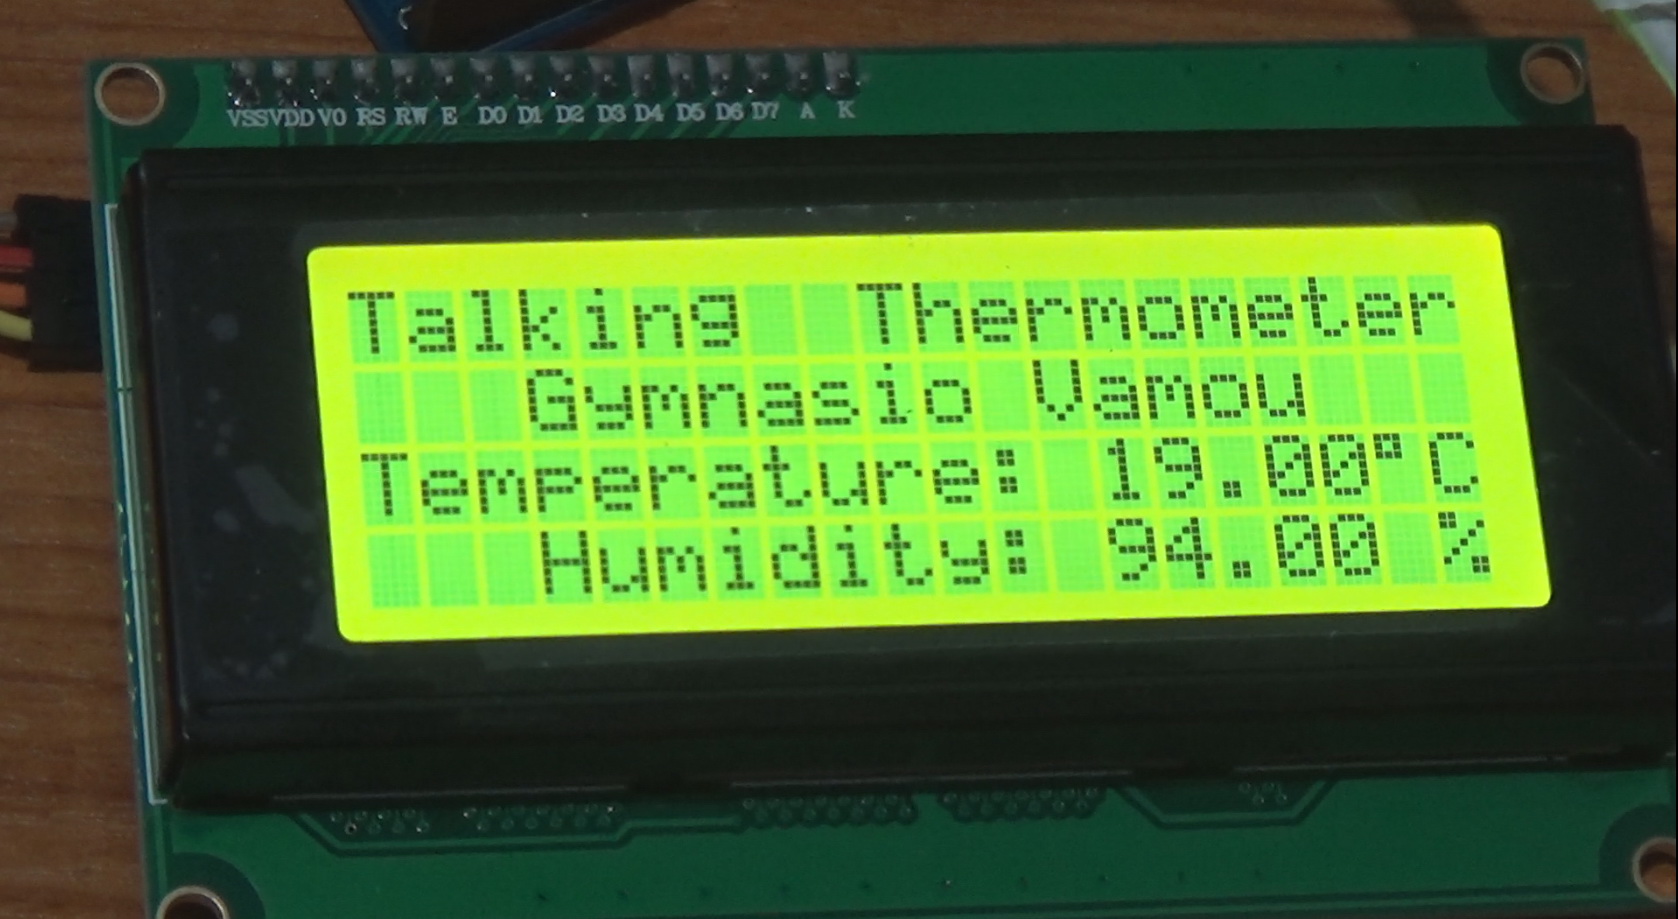 VSS VDD V0 RS RW E D0 D1 D2 D3 D4 D5 D6 D7 A K
Talking  Thermometer
Gymnasio Vamou
Temperature: 19.00° C
Humidity: 94.00 %